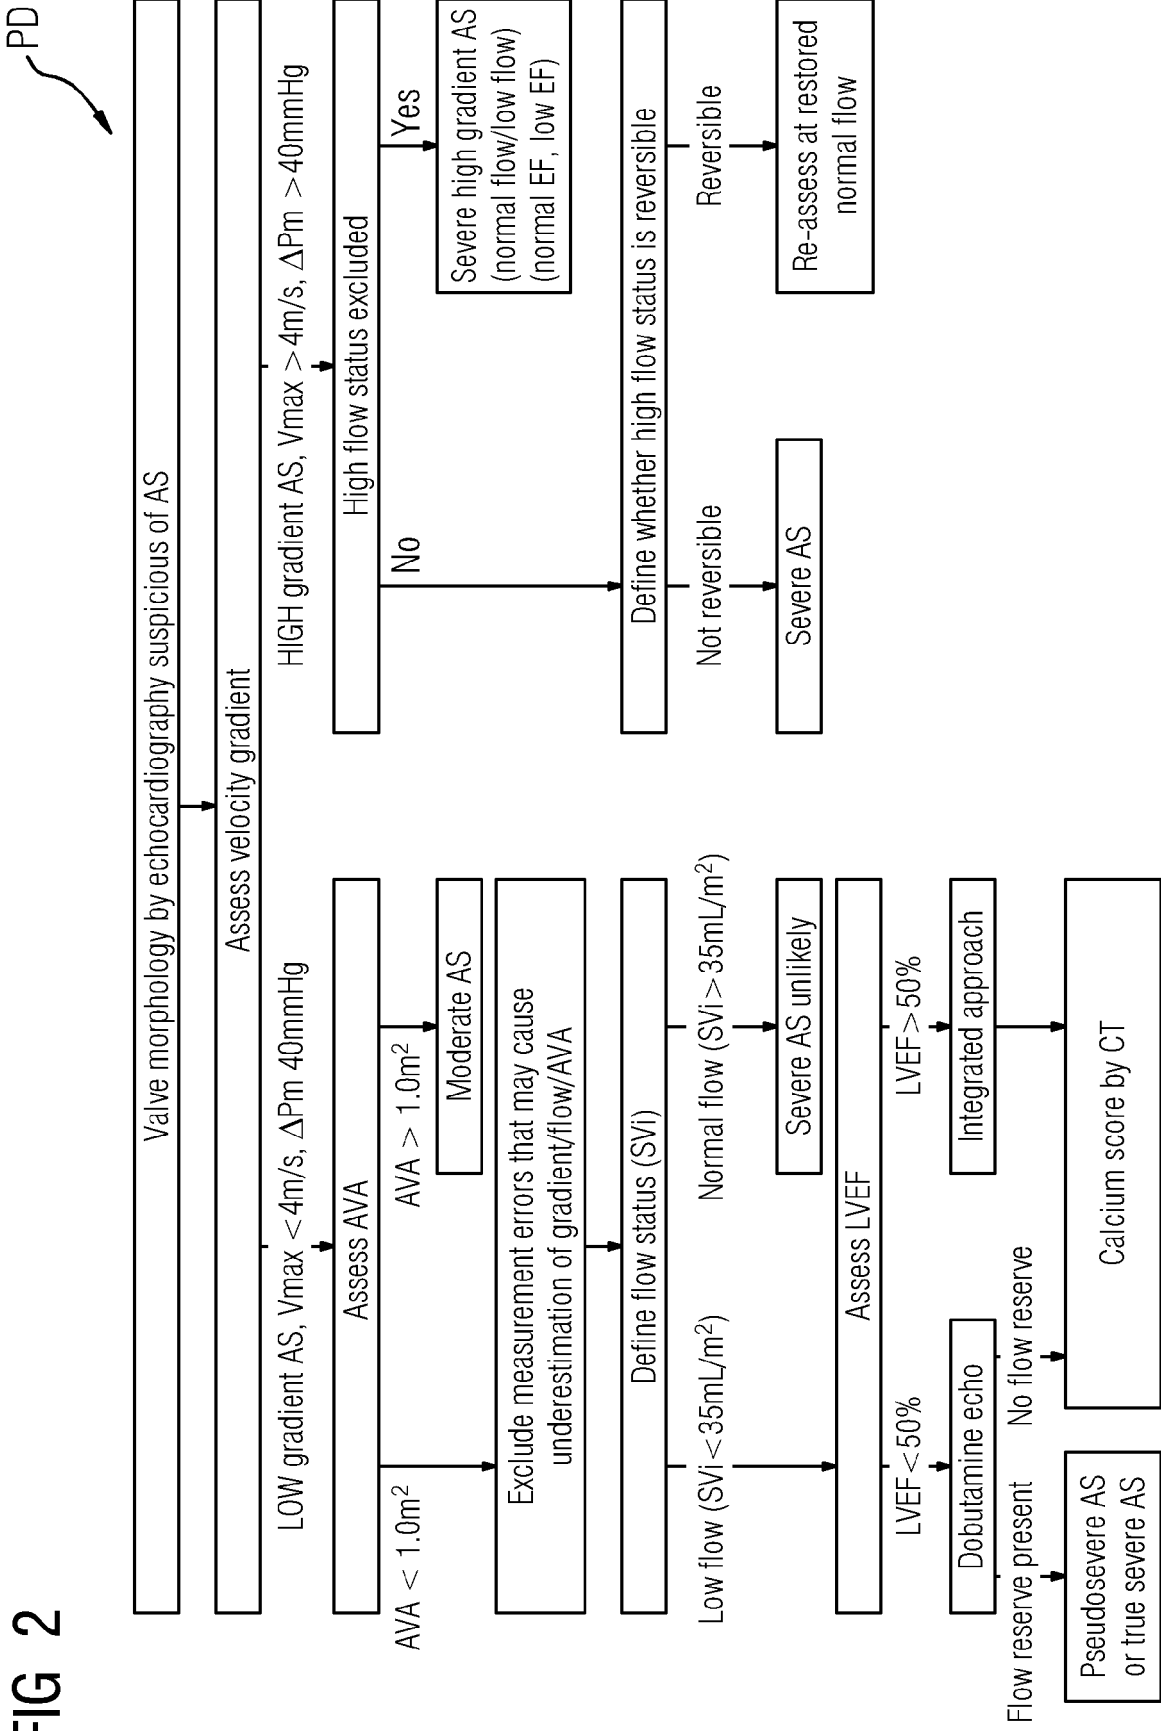 FIG 2
PD
Valve morphology by echocardiography suspicious of AS
Assess velocity gradient
LOW gradient AS, Vmax <4m/s, ΔPm 40mmHg
HIGH gradient AS, Vmax >4m/s, ΔPm >40mmHg
Assess AVA
High flow status excluded
AVA < 1.0m²
AVA > 1.0m²
No
Yes
Moderate AS
Severe high gradient AS
(normal flow/low flow)
(normal EF, low EF)
Exclude measurement errors that may cause
underestimation of gradient/flow/AVA
Define flow status (SVi)
Define whether high flow status is reversible
Low flow (SVi <35mL/m²)
Normal flow (SVi >35mL/m²)
Not reversible
Reversible
Severe AS unlikely
Severe AS
Re-assess at restored
normal flow
Assess LVEF
LVEF <50%
LVEF >50%
Dobutamine echo
Integrated approach
Flow reserve present
No flow reserve
Pseudosevere AS
or true severe AS
Calcium score by CT